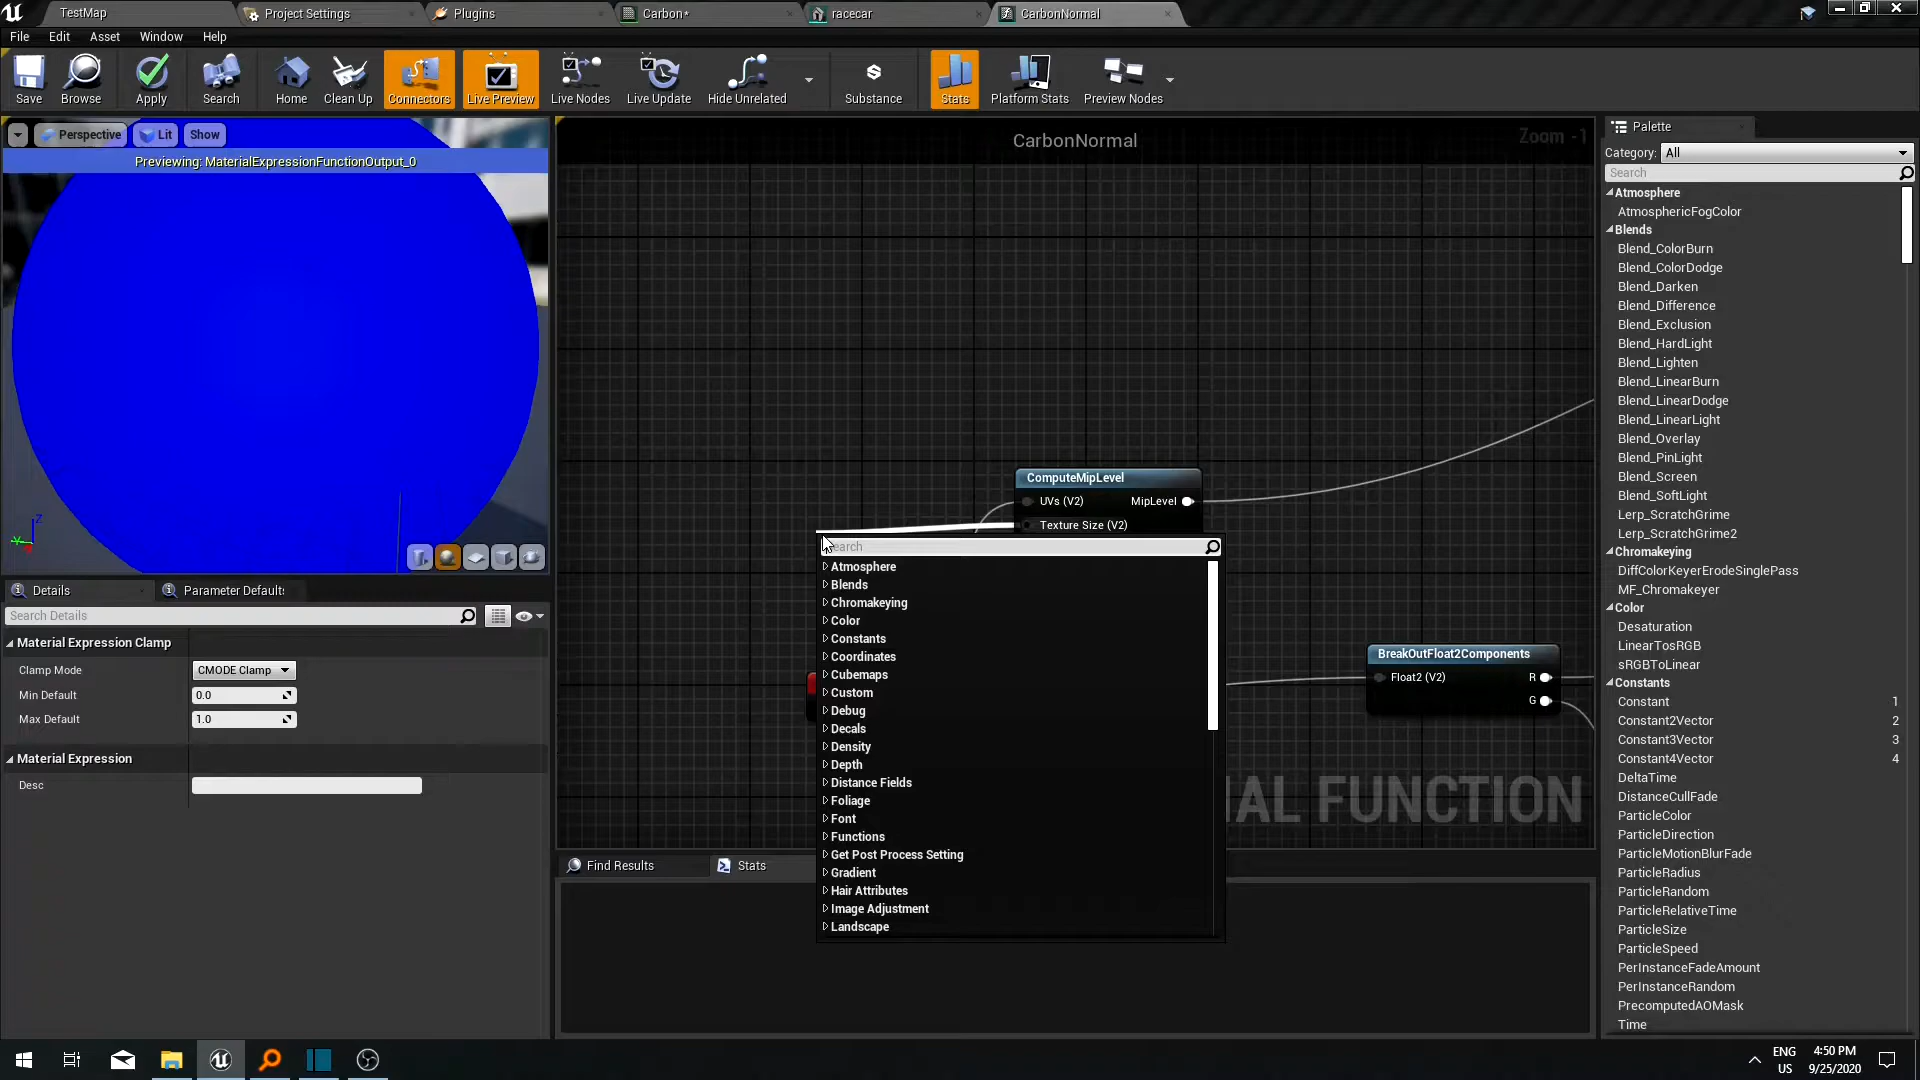 TestMap
Project Settings
Plugins
Carbon*
racecar
CarbonNormal
File
Edit
Asset
Window
Help
Save
Browse
Apply
Search
Home
Clean Up
Connectors
Live Preview
Live Nodes
Live Update
Hide Unrelated
Substance
Stats
Platform Stats
Preview Nodes
Perspective
Lit
Show
Previewing: MaterialExpressionFunctionOutput_0
Details
Parameter Defaults
Search Details
Material Expression Clamp
Clamp Mode
CMODE Clamp
Min Default
0.0
Max Default
1.0
Material Expression
Desc
CarbonNormal
Zoom -1
ComputeMipLevel
UVs (V2)
MipLevel
Texture Size (V2)
Atmosphere
Blends
Chromakeying
Color
Constants
Coordinates
Cubemaps
Custom
Debug
Decals
Density
Depth
Distance Fields
Foliage
Font
Functions
Get Post Process Setting
Gradient
Hair Attributes
Image Adjustment
Landscape
BreakOutFloat2Components
Float2 (V2)
R
G
FUNCTION
Find Results
Stats
Palette
Category:
All
Search
Atmosphere
AtmosphericFogColor
Blends
Blend_ColorBurn
Blend_ColorDodge
Blend_Darken
Blend_Difference
Blend_Exclusion
Blend_HardLight
Blend_Lighten
Blend_LinearBurn
Blend_LinearDodge
Blend_LinearLight
Blend_Overlay
Blend_PinLight
Blend_Screen
Blend_SoftLight
Lerp_ScratchGrime
Lerp_ScratchGrime2
Chromakeying
DiffColorKeyerErodeSinglePass
MF_Chromakeyer
Color
Desaturation
LinearTosRGB
sRGBToLinear
Constants
Constant 1
Constant2Vector 2
Constant3Vector 3
Constant4Vector 4
DeltaTime
DistanceCullFade
ParticleColor
ParticleDirection
ParticleMotionBlurFade
ParticleRadius
ParticleRandom
ParticleRelativeTime
ParticleSize
ParticleSpeed
PerInstanceFadeAmount
PerInstanceRandom
PrecomputedAOMask
Time
ENG
US
4:50 PM
9/25/2020